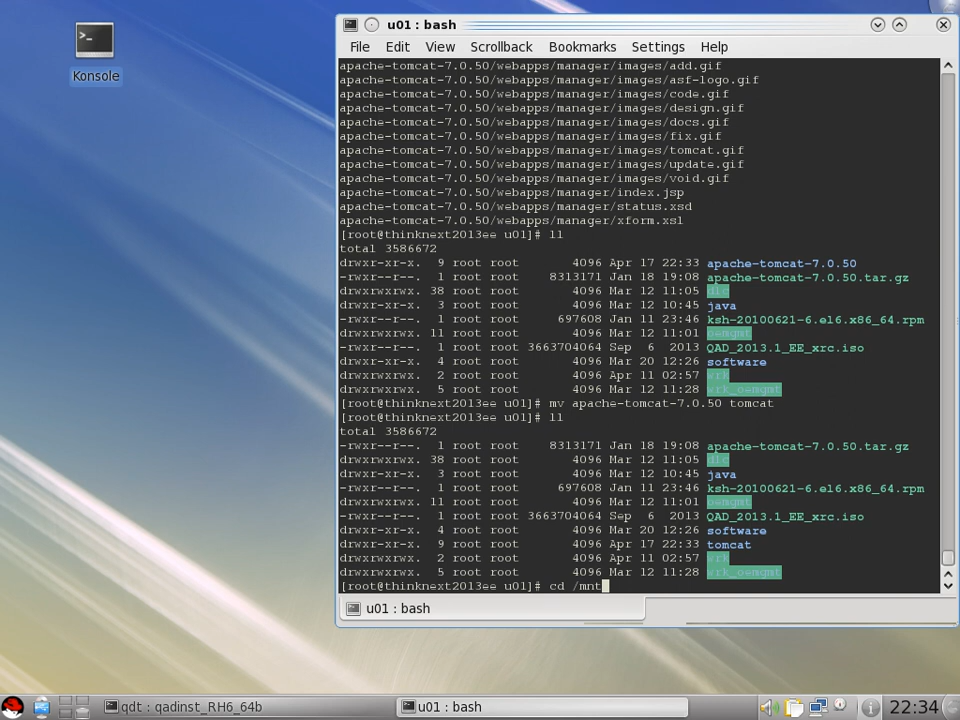 Konsole
u01 : bash
File Edit View Scrollback Bookmarks Settings Help
apache-tomcat-7.0.50/webapps/manager/images/add.gif
apache-tomcat-7.0.50/webapps/manager/images/asf-logo.gif
apache-tomcat-7.0.50/webapps/manager/images/code.gif
apache-tomcat-7.0.50/webapps/manager/images/design.gif
apache-tomcat-7.0.50/webapps/manager/images/docs.gif
apache-tomcat-7.0.50/webapps/manager/images/fix.gif
apache-tomcat-7.0.50/webapps/manager/images/tomcat.gif
apache-tomcat-7.0.50/webapps/manager/images/update.gif
apache-tomcat-7.0.50/webapps/manager/images/void.gif
apache-tomcat-7.0.50/webapps/manager/index.jsp
apache-tomcat-7.0.50/webapps/manager/status.xsd
apache-tomcat-7.0.50/webapps/manager/xform.xsl
[root@thinknext2013ee u01]# ll
total 3586672
drwxr-xr-x. 9 root root 4096 Apr 17 22:33 apache-tomcat-7.0.50
-rwxr--r--. 1 root root 8313171 Jan 18 19:08 apache-tomcat-7.0.50.tar.gz
drwxrwxrwx. 38 root root 4096 Mar 12 11:05 dlc
drwxr-xr-x. 3 root root 4096 Mar 12 10:45 java
-rwxr--r--. 1 root root 697608 Jan 11 23:46 ksh-20100621-6.el6.x86_64.rpm
drwxrwxrwx. 11 root root 4096 Mar 12 11:01 oemgmt
-rwxr--r--. 1 root root 3663704064 Sep 6 2013 QAD_2013.1_EE_xrc.iso
drwxr-xr-x. 4 root root 4096 Mar 20 12:26 software
drwxrwxrwx. 2 root root 4096 Apr 11 02:57 wrk
drwxrwxrwx. 5 root root 4096 Mar 12 11:28 wrk_oemgmt
[root@thinknext2013ee u01]# mv apache-tomcat-7.0.50 tomcat
[root@thinknext2013ee u01]# ll
total 3586672
-rwxr--r--. 1 root root 8313171 Jan 18 19:08 apache-tomcat-7.0.50.tar.gz
drwxrwxrwx. 38 root root 4096 Mar 12 11:05 dlc
drwxr-xr-x. 3 root root 4096 Mar 12 10:45 java
-rwxr--r--. 1 root root 697608 Jan 11 23:46 ksh-20100621-6.el6.x86_64.rpm
drwxrwxrwx. 11 root root 4096 Mar 12 11:01 oemgmt
-rwxr--r--. 1 root root 3663704064 Sep 6 2013 QAD_2013.1_EE_xrc.iso
drwxr-xr-x. 4 root root 4096 Mar 20 12:26 software
drwxr-xr-x. 9 root root 4096 Apr 17 22:33 tomcat
drwxrwxrwx. 2 root root 4096 Apr 11 02:57 wrk
drwxrwxrwx. 5 root root 4096 Mar 12 11:28 wrk_oemgmt
[root@thinknext2013ee u01]# cd /mnt
u01 : bash
qdt : qadinst_RH6_64b
u01 : bash
22:34